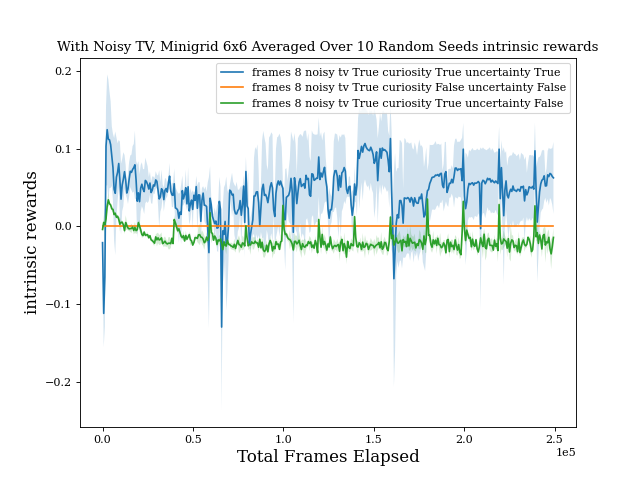 With Noisy TV, Minigrid 6x6 Averaged Over 10 Random Seeds intrinsic rewards
frames 8 noisy tv True curiosity True uncertainty True
frames 8 noisy tv True curiosity False uncertainty False
frames 8 noisy tv True curiosity True uncertainty False
0.2
0.1
0.0
−0.1
−0.2
intrinsic rewards
0.0 0.5 1.0 1.5 2.0 2.5
1e5
Total Frames Elapsed